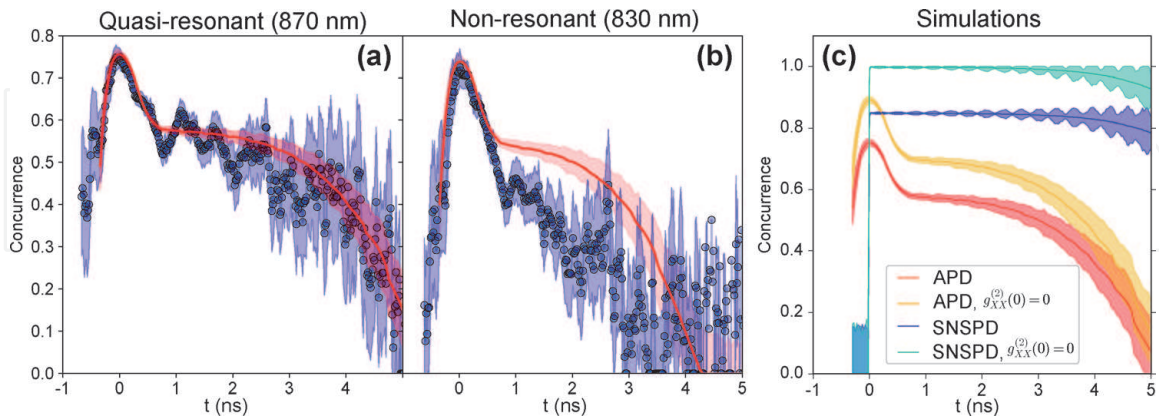 Quasi-resonant (870 nm)
Non-resonant (830 nm)
Simulations
(a)
(b)
(c)
0.8
0.7
0.6
0.5
0.4
0.3
0.2
0.1
0.0
Concurrence
-1 0 1 2 3 4
t (ns)
0 1 2 3 4 5
t (ns)
1.0
0.8
0.6
0.4
0.2
0.0
Concurrence
-1 0 1 2 3 4 5
t (ns)
APD
APD, g_{XX}^{(2)}(0)=0
SNSPD
SNSPD, g_{XX}^{(2)}(0)=0